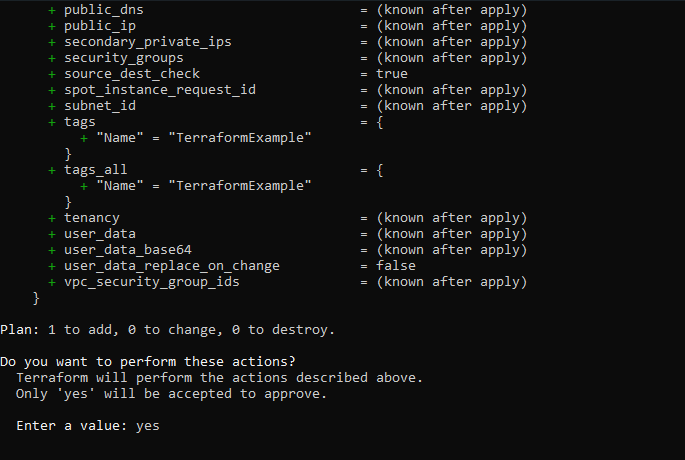 + public_dns = (known after apply)
+ public_ip = (known after apply)
+ secondary_private_ips = (known after apply)
+ security_groups = (known after apply)
+ source_dest_check = true
+ spot_instance_request_id = (known after apply)
+ subnet_id = (known after apply)
+ tags = {
+ "Name" = "TerraformExample"
}
+ tags_all = {
+ "Name" = "TerraformExample"
}
+ tenancy = (known after apply)
+ user_data = (known after apply)
+ user_data_base64 = (known after apply)
+ user_data_replace_on_change = false
+ vpc_security_group_ids = (known after apply)
}
Plan: 1 to add, 0 to change, 0 to destroy.
Do you want to perform these actions?
Terraform will perform the actions described above.
Only 'yes' will be accepted to approve.
Enter a value: yes